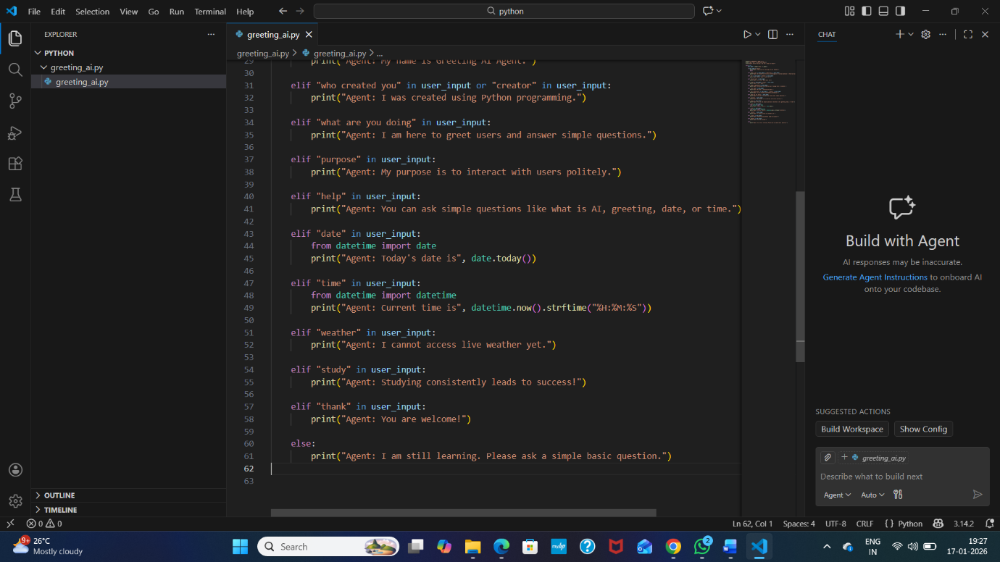 File Edit Selection View Go Run Terminal Help
python
EXPLORER
PYTHON
greeting_ai.py
greeting_ai.py
OUTLINE
TIMELINE
greeting_ai.py
greeting_ai.py > greeting_ai.py > ...
29 print("Agent: My name is Greeting AI Agent.")
30
31 elif "who created you" in user_input or "creator" in user_input:
32 print("Agent: I was created using Python programming.")
33
34 elif "what are you doing" in user_input:
35 print("Agent: I am here to greet users and answer simple questions.")
36
37 elif "purpose" in user_input:
38 print("Agent: My purpose is to interact with users politely.")
39
40 elif "help" in user_input:
41 print("Agent: You can ask simple questions like what is AI, greeting, date, or time.")
42
43 elif "date" in user_input:
44 from datetime import date
45 print("Agent: Today's date is", date.today())
46
47 elif "time" in user_input:
48 from datetime import datetime
49 print("Agent: Current time is", datetime.now().strftime("%H:%M:%S"))
50
51 elif "weather" in user_input:
52 print("Agent: I cannot access live weather yet.")
53
54 elif "study" in user_input:
55 print("Agent: Studying consistently leads to success!")
56
57 elif "thank" in user_input:
58 print("Agent: You are welcome!")
59
60 else:
61 print("Agent: I am still learning. Please ask a simple basic question.")
62
63
CHAT
Build with Agent
AI responses may be inaccurate.
Generate Agent Instructions to onboard AI
onto your codebase.
SUGGESTED ACTIONS
Build Workspace Show Config
greeting_ai.py
Describe what to build next
Agent Auto
0 0
Ln 62, Col 1 Spaces: 4 UTF-8 CRLF {} Python 3.14.2
9+
26°C
Mostly cloudy
Search
myhp
2
ENG
IN
19:27
17-01-2026